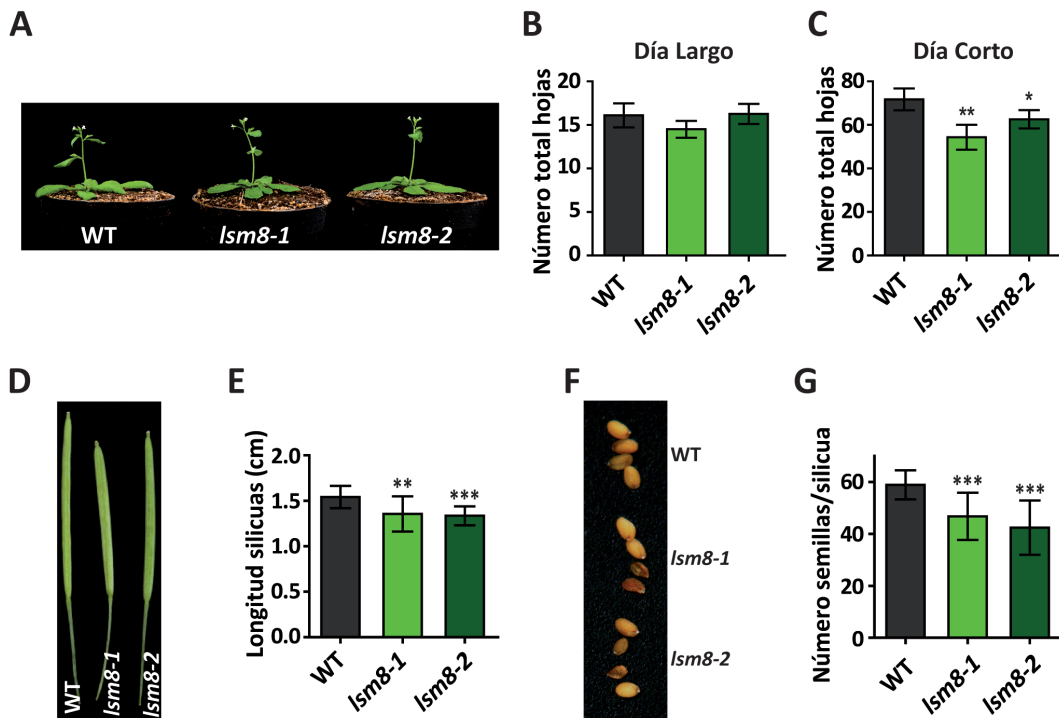 A
WT
lsm8-1
lsm8-2
B
Día Largo
Número total hojas
20
15
10
5
0
WT
lsm8-1
lsm8-2
C
Día Corto
Número total hojas
80
60
40
20
0
**
*
WT
lsm8-1
lsm8-2
D
WT
lsm8-1
lsm8-2
E
Longitud silicuas (cm)
2.0
1.5
1.0
0.5
0.0
**
***
WT
lsm8-1
lsm8-2
F
WT
lsm8-1
lsm8-2
G
Número semillas/silicua
60
40
20
0
***
***
WT
lsm8-1
lsm8-2